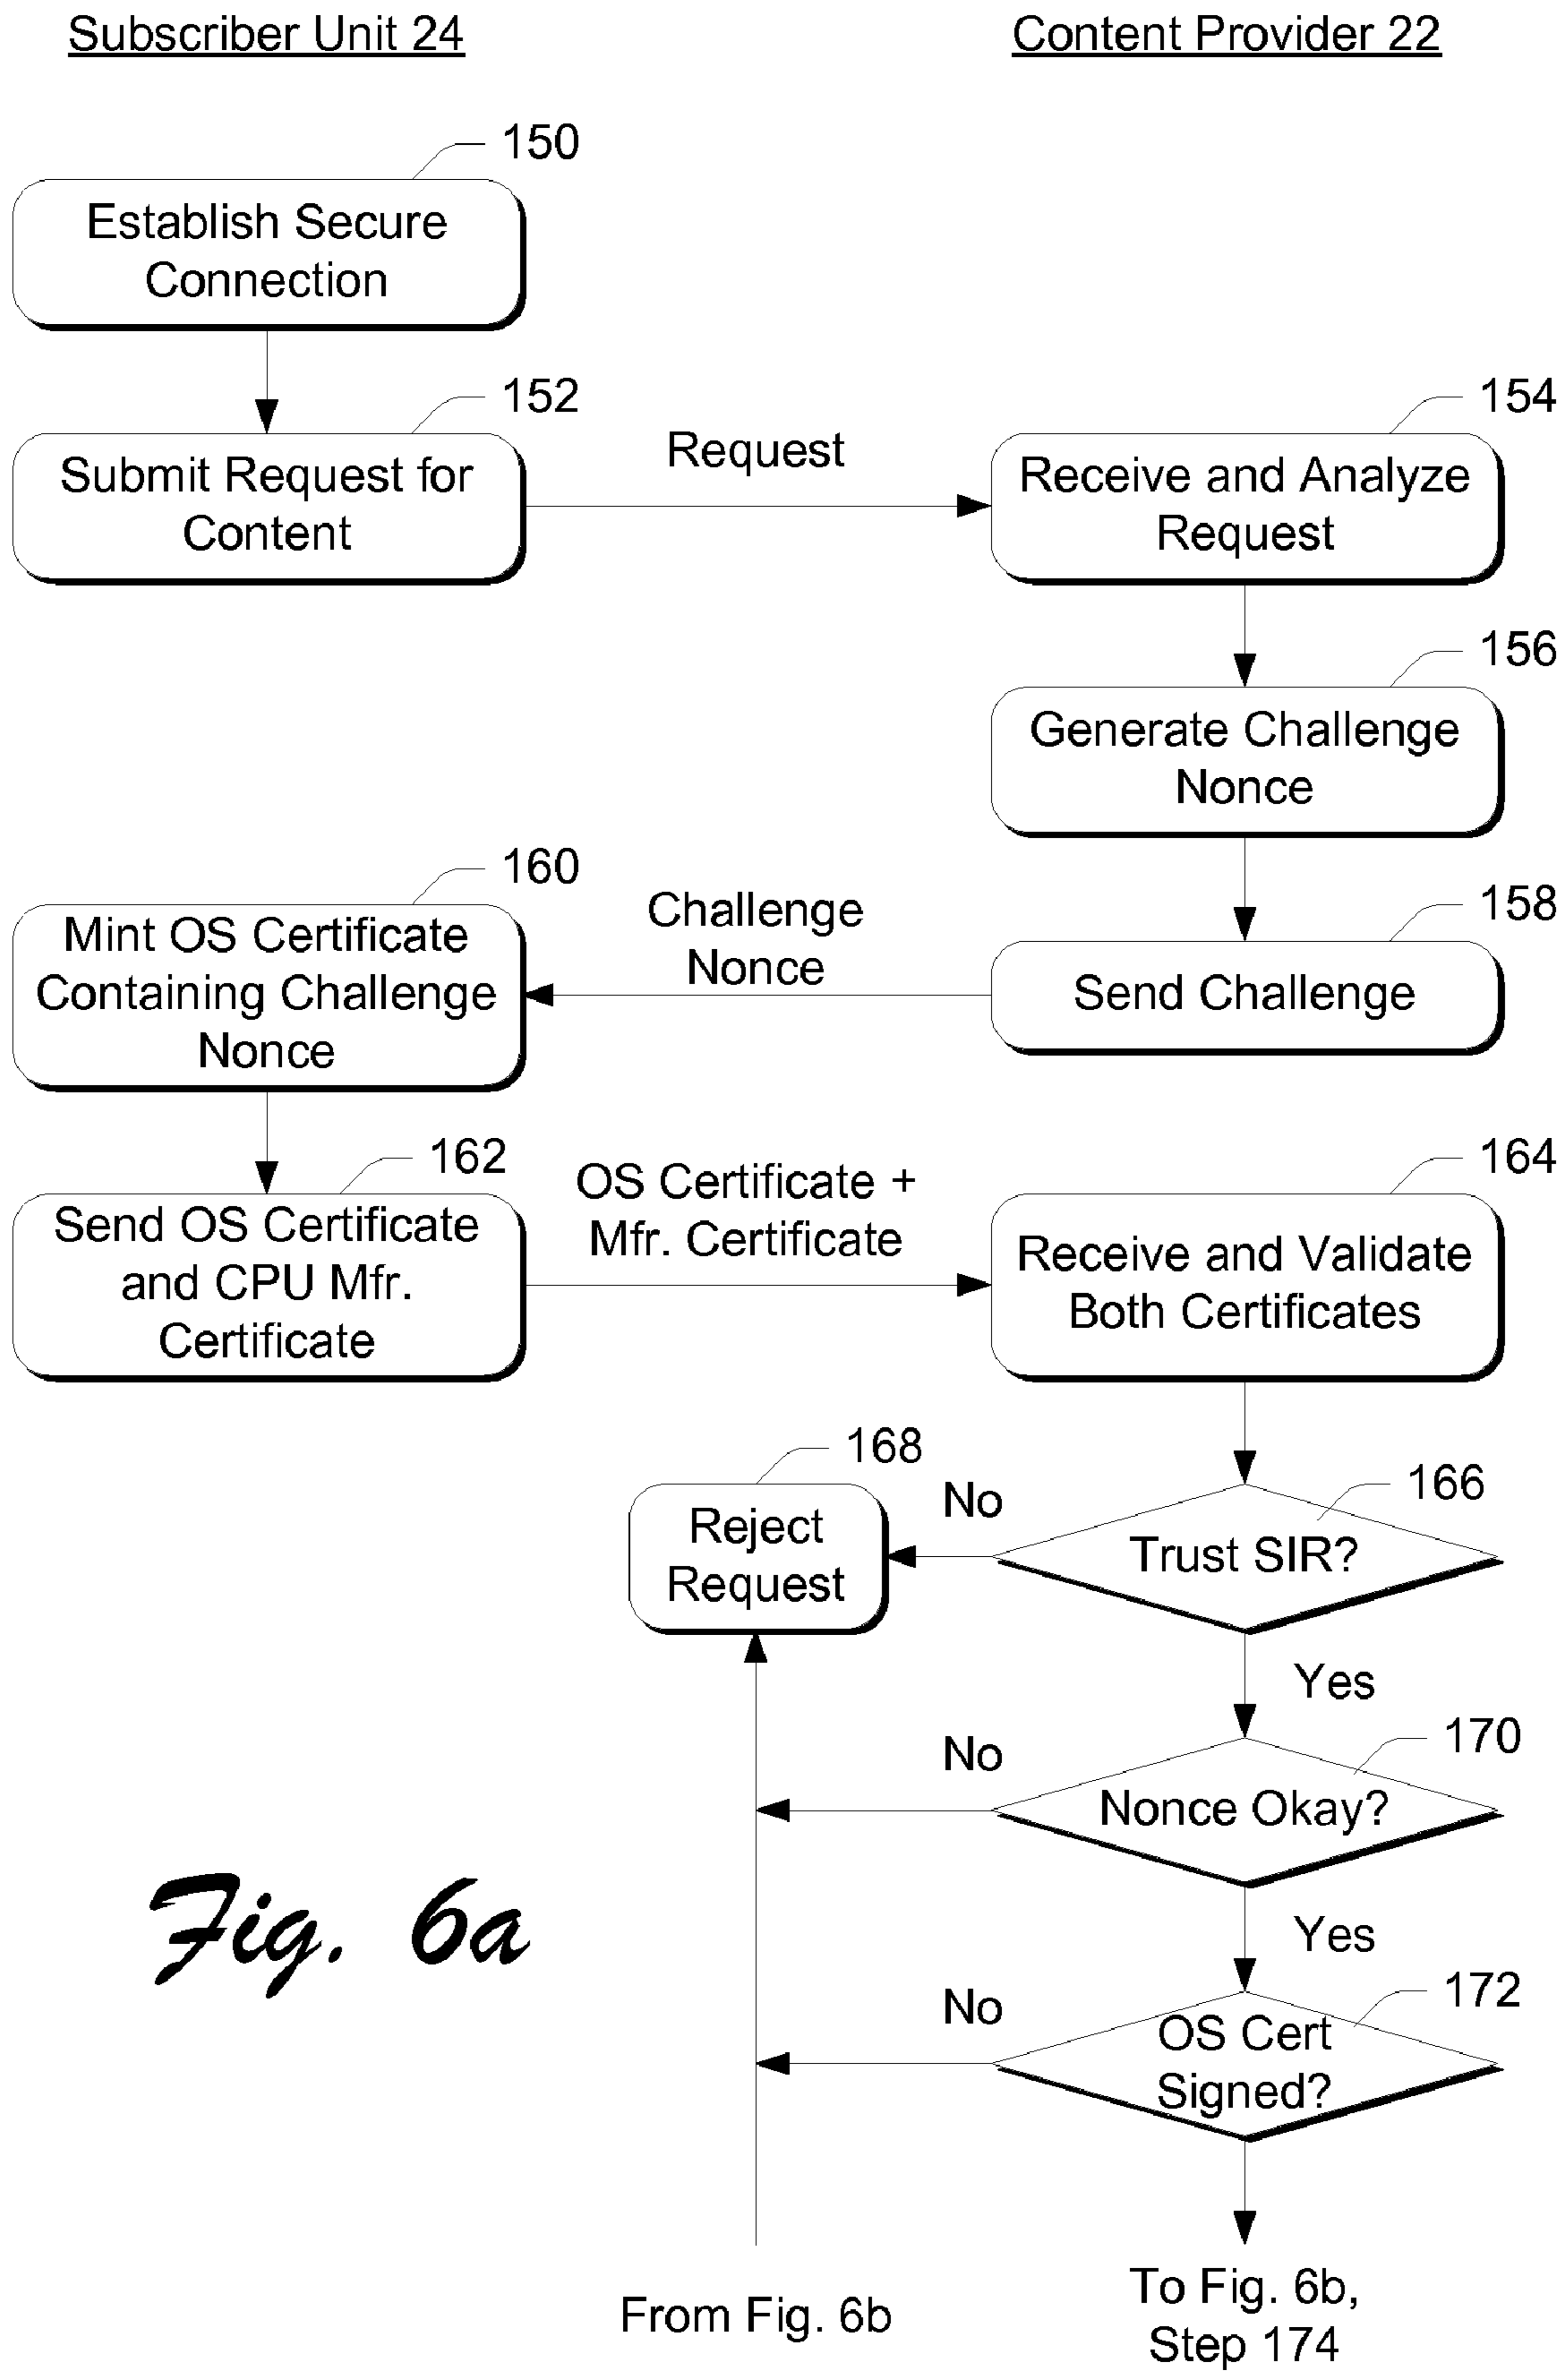 Subscriber Unit 24
Content Provider 22
150
Establish Secure
Connection
152
Submit Request for
Content
Request
154
Receive and Analyze
Request
156
Generate Challenge
Nonce
158
Send Challenge
Challenge
Nonce
160
Mint OS Certificate
Containing Challenge
Nonce
162
Send OS Certificate
and CPU Mfr.
Certificate
OS Certificate +
Mfr. Certificate
164
Receive and Validate
Both Certificates
166
Trust SIR?
No
168
Reject
Request
Yes
170
Nonce Okay?
No
Yes
172
OS Cert
Signed?
No
From Fig. 6b
To Fig. 6b,
Step 174
Fig. 6a